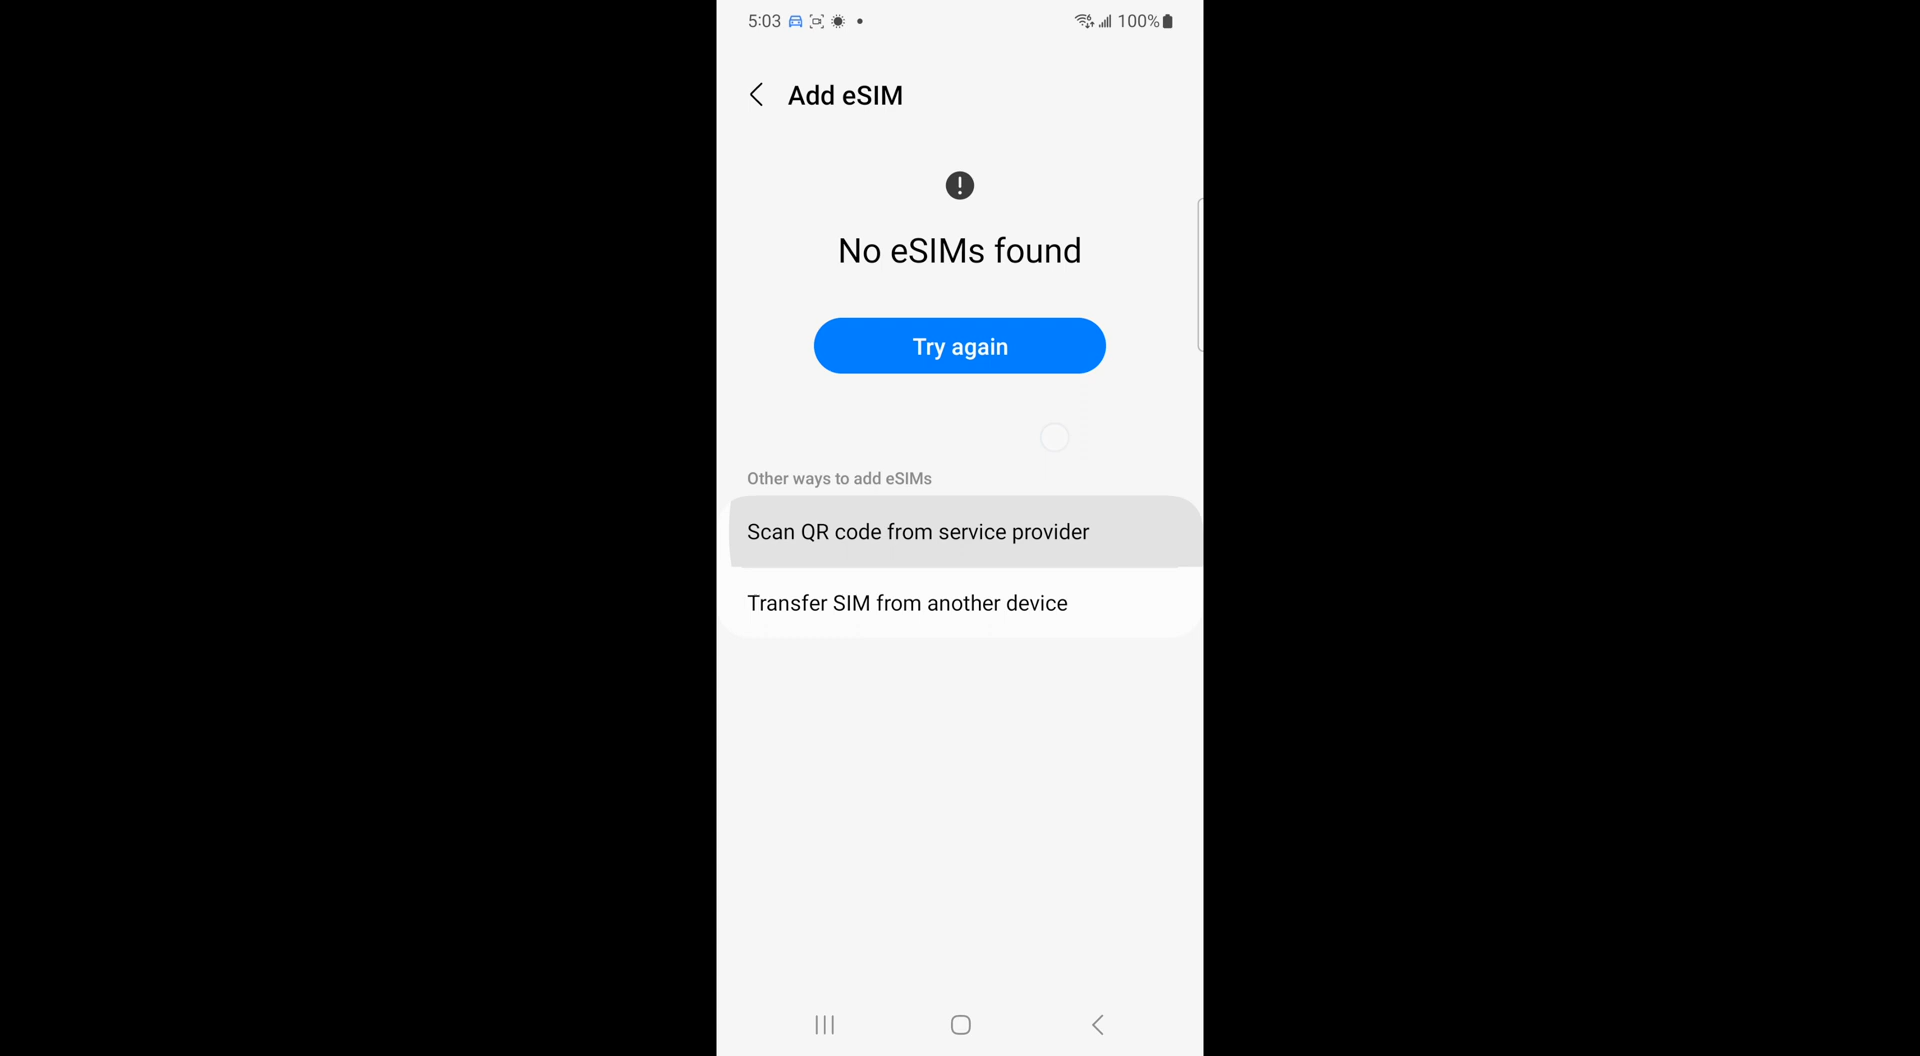 5:03 100%
Add eSIM
No eSIMs found
Try again
Other ways to add eSIMs
Scan QR code from service provider
Transfer SIM from another device